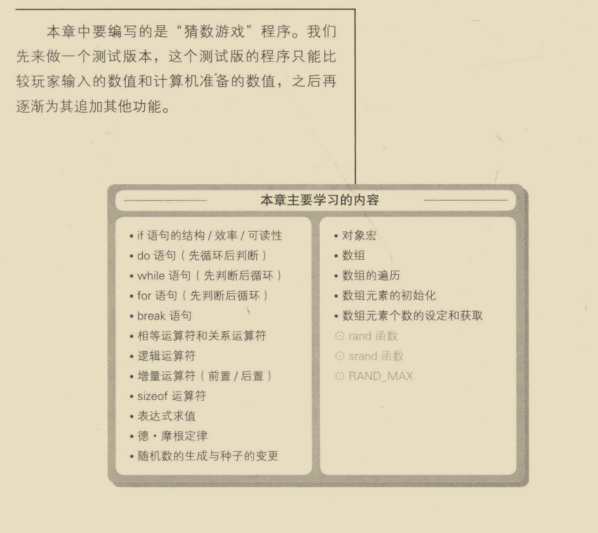 本章中要编写的是“猜数游戏”程序。我们
先来做一个测试版本，这个测试版的程序只能比
较玩家输入的数值和计算机准备的数值，之后再
逐渐为其追加其他功能。
本章主要学习的内容
• if 语句的结构 / 效率 / 可读性
• do 语句（先循环后判断）
• while 语句（先判断后循环）
• for 语句（先判断后循环）
• break 语句
• 相等运算符和关系运算符
• 逻辑运算符
• 增量运算符（前置 / 后置）
• sizeof 运算符
• 表达式求值
• 德・摩根定律
• 随机数的生成与种子的变更
• 对象宏
• 数组
• 数组的遍历
• 数组元素的初始化
• 数组元素个数的设定和获取
⊙ rand 函数
⊙ srand 函数
⊙ RAND_MAX